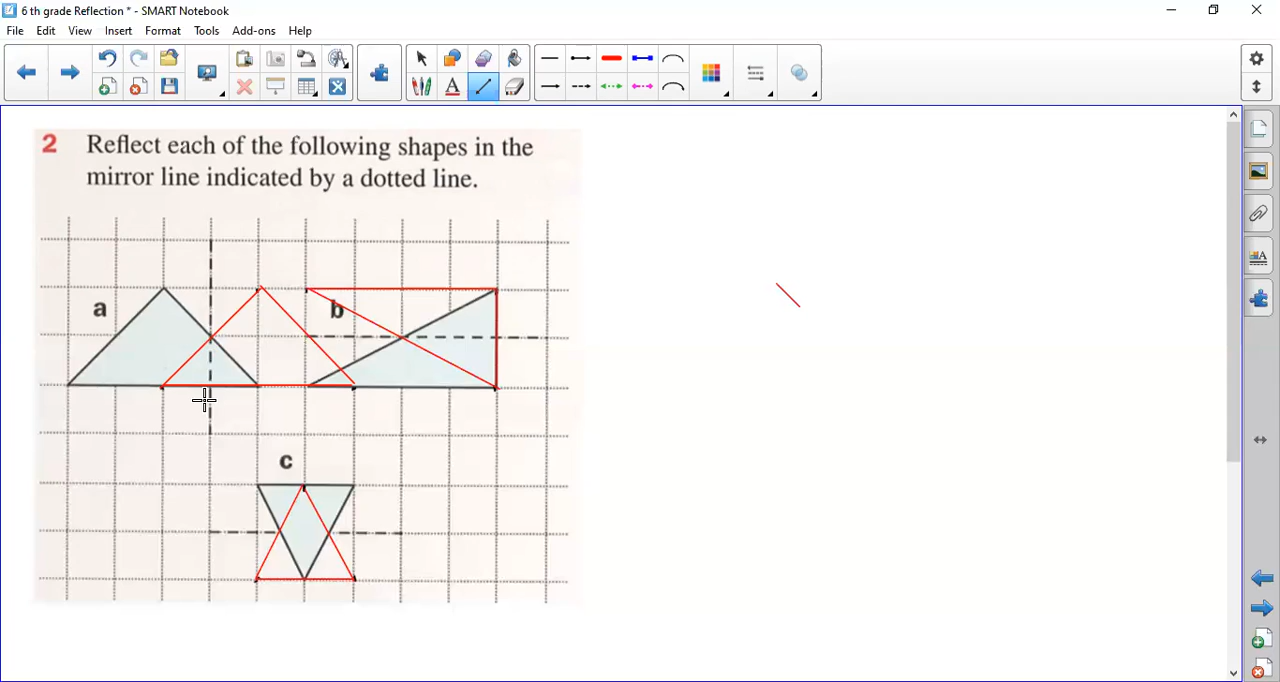 6 th grade Reflection * - SMART Notebook
File Edit View Insert Format Tools Add-ons Help
2 Reflect each of the following shapes in the
mirror line indicated by a dotted line.
a
b
c